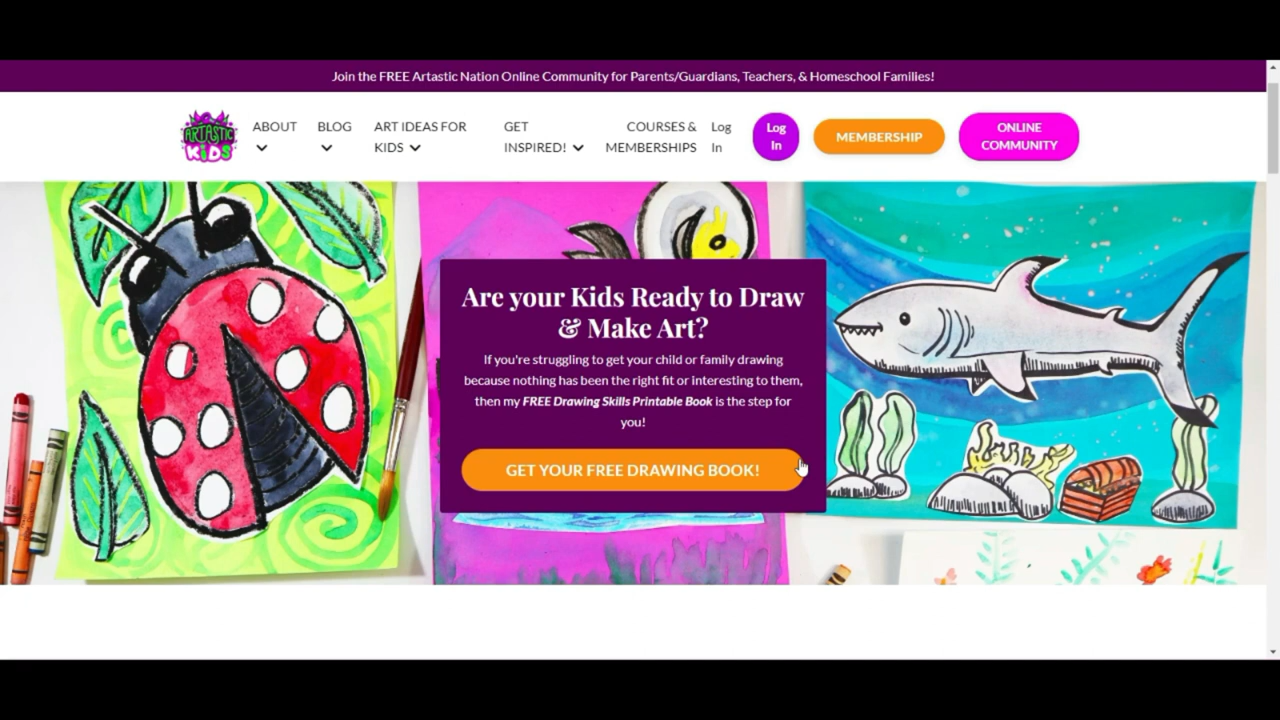 Join the FREE Artastic Nation Online Community for Parents/Guardians, Teachers, & Homeschool Families!
ARTASTIC
KiDS
ABOUT
BLOG
ART IDEAS FOR
KIDS
GET
INSPIRED!
COURSES &
MEMBERSHIPS
Log
In
Log
In
MEMBERSHIP
ONLINE
COMMUNITY
Are your Kids Ready to Draw
& Make Art?
If you're struggling to get your child or family drawing
because nothing has been the right fit or interesting to them,
then my FREE Drawing Skills Printable Book is the step for
you!
GET YOUR FREE DRAWING BOOK!